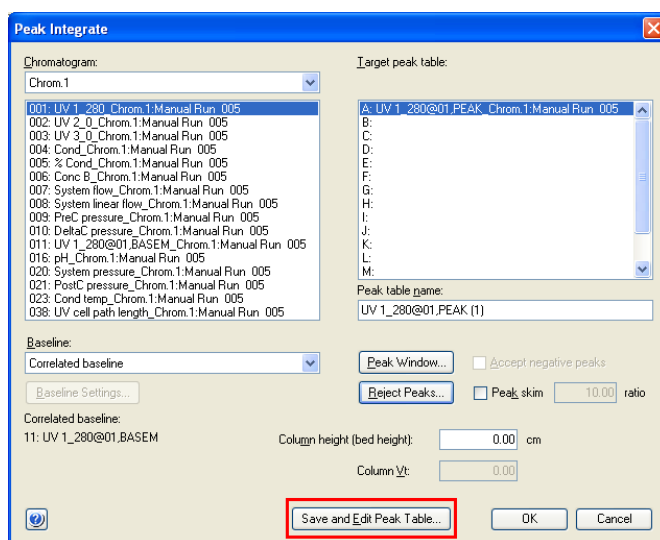 Peak Integrate
Chromatogram:
Chrom.1
001: UV 1_280_Chrom.1:Manual Run 005
002: UV 2_0_Chrom.1:Manual Run 005
003: UV 3_0_Chrom.1:Manual Run 005
004: Cond_Chrom.1:Manual Run 005
005: % Cond_Chrom.1:Manual Run 005
006: Conc B_Chrom.1:Manual Run 005
007: System flow_Chrom.1:Manual Run 005
008: System linear flow_Chrom.1:Manual Run 005
009: PreC pressure_Chrom.1:Manual Run 005
010: DeltaC pressure_Chrom.1:Manual Run 005
011: UV 1_280@01,BASEM_Chrom.1:Manual Run 005
016: pH_Chrom.1:Manual Run 005
020: System pressure_Chrom.1:Manual Run 005
021: PostC pressure_Chrom.1:Manual Run 005
023: Cond temp_Chrom.1:Manual Run 005
038: UV cell path length_Chrom.1:Manual Run 005
Target peak table:
A: UV 1_280@01,PEAK_Chrom.1:Manual Run 005
B:
C:
D:
E:
F:
G:
H:
I:
J:
K:
L:
M:
Peak table name:
UV 1_280@01,PEAK (1)
Baseline:
Correlated baseline
Baseline Settings...
Correlated baseline:
11: UV 1_280@01,BASEM
Peak Window...
Accept negative peaks
Reject Peaks...
Peak skim
10.00 ratio
Column height (bed height):
0.00 cm
Column Vt:
0.00
Save and Edit Peak Table...
OK
Cancel